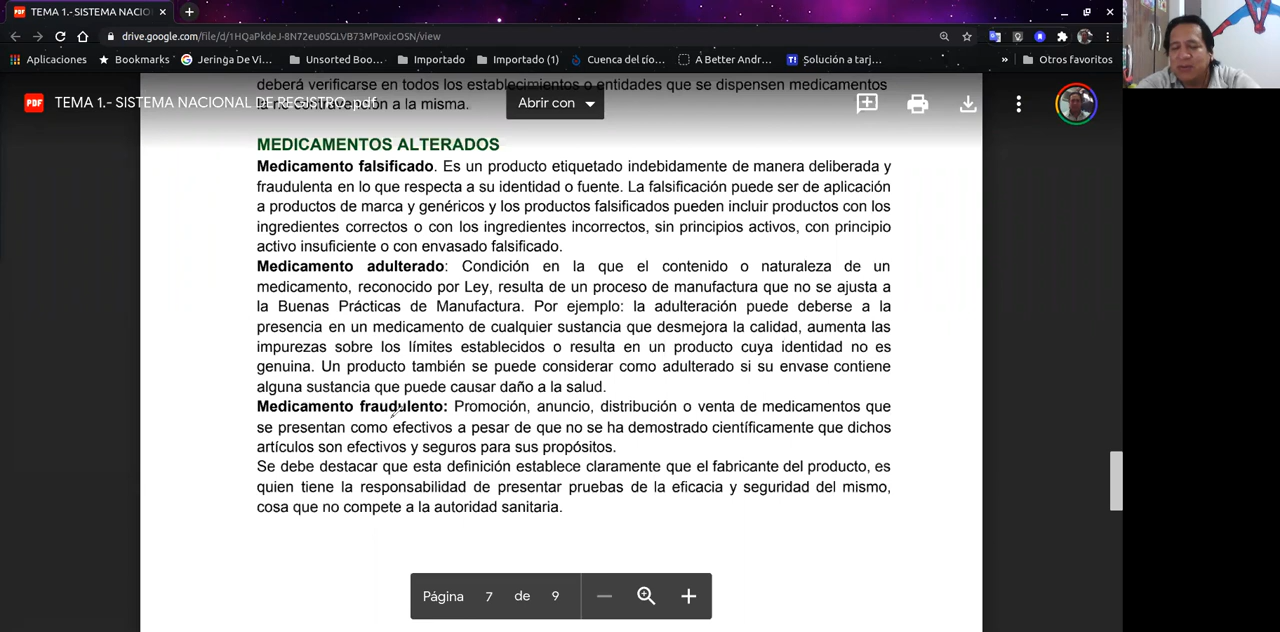 TEMA 1.- SISTEMA NACIO
drive.google.com/file/d/1HQaPkdeJ-8N72eu0SGLVB73MPoxicOSN/view
Aplicaciones Bookmarks Jeringa De Vi... Unsorted Boo... Importado Importado (1) Cuenca del cío... A Better Andr... Solución a tarj... » Otros favoritos
deberá verificarse en todos los establecimientos o entidades que se dispensen medicamentos
a la misma.
PDF TEMA 1.- SISTEMA NACIONAL DE REGISTRO .pdf Abrir con
MEDICAMENTOS ALTERADOS
Medicamento falsificado. Es un producto etiquetado indebidamente de manera deliberada y
fraudulenta en lo que respecta a su identidad o fuente. La falsificación puede ser de aplicación
a productos de marca y genéricos y los productos falsificados pueden incluir productos con los
ingredientes correctos o con los ingredientes incorrectos, sin principios activos, con principio
activo insuficiente o con envasado falsificado.
Medicamento adulterado: Condición en la que el contenido o naturaleza de un
medicamento, reconocido por Ley, resulta de un proceso de manufactura que no se ajusta a
la Buenas Prácticas de Manufactura. Por ejemplo: la adulteración puede deberse a la
presencia en un medicamento de cualquier sustancia que desmejora la calidad, aumenta las
impurezas sobre los límites establecidos o resulta en un producto cuya identidad no es
genuina. Un producto también se puede considerar como adulterado si su envase contiene
alguna sustancia que puede causar daño a la salud.
Medicamento fraudulento: Promoción, anuncio, distribución o venta de medicamentos que
se presentan como efectivos a pesar de que no se ha demostrado científicamente que dichos
artículos son efectivos y seguros para sus propósitos.
Se debe destacar que esta definición establece claramente que el fabricante del producto, es
quien tiene la responsabilidad de presentar pruebas de la eficacia y seguridad del mismo,
cosa que no compete a la autoridad sanitaria.
Página 7 de 9